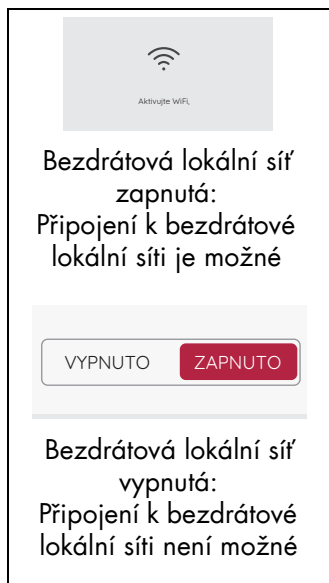 Aktivujte WiFi,
Bezdrátová lokální síť
zapnutá:
Připojení k bezdrátové
lokální síti je možné
VYPNUTO ZAPNUTO
Bezdrátová lokální síť
vypnutá:
Připojení k bezdrátové
lokální síti není možné